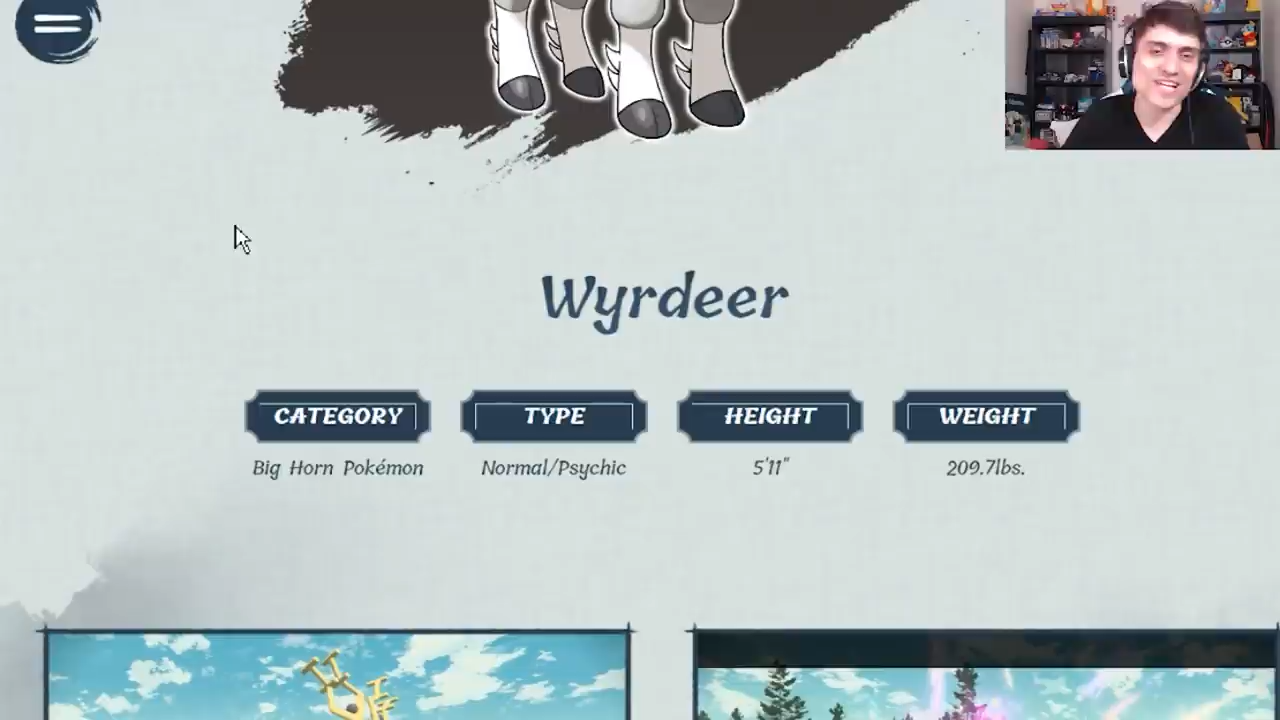 Wyrdeer
CATEGORY TYPE HEIGHT WEIGHT
Big Horn Pokémon Normal/Psychic 5'11" 209.7lbs.